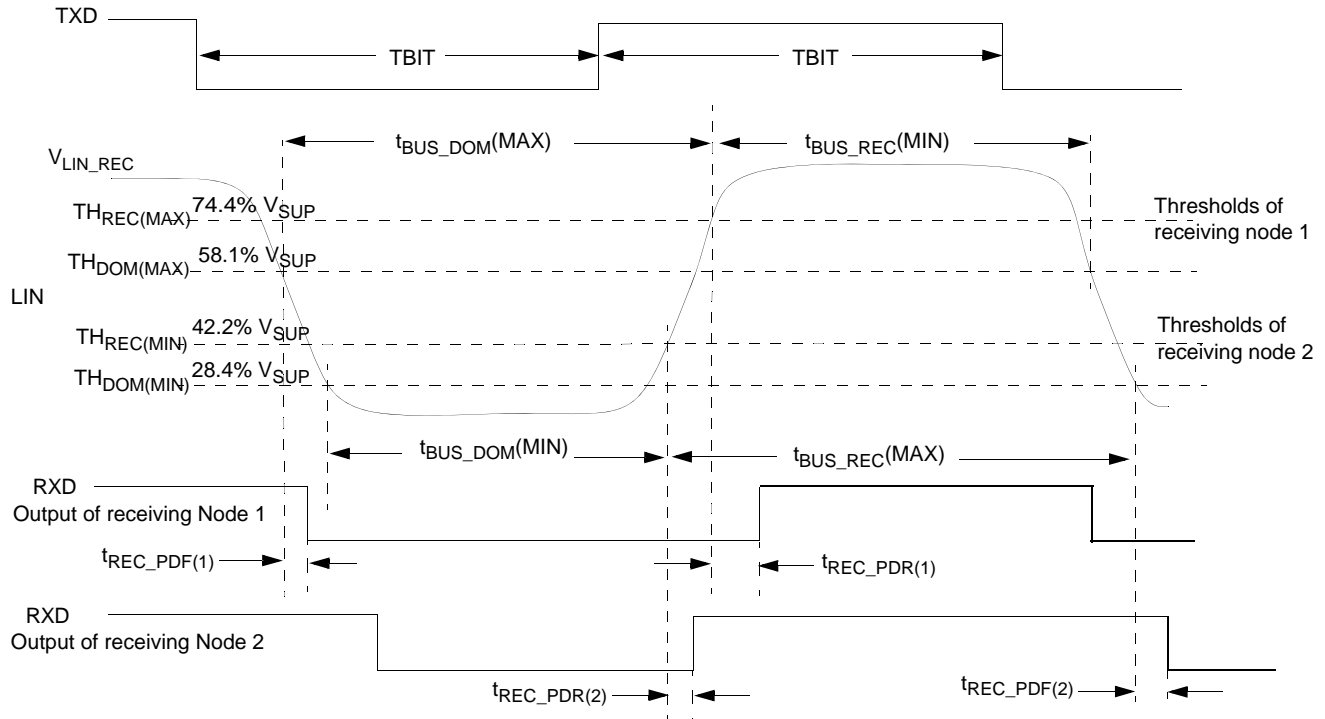 TXD
TBIT TBIT
tBUS_DOM(MAX) tBUS_REC(MIN)
VLIN_REC
THREC(MAX) 74.4% VSUP
Thresholds of
receiving node 1
THDOM(MAX) 58.1% VSUP
LIN
THREC(MIN) 42.2% VSUP
Thresholds of
receiving node 2
THDOM(MIN) 28.4% VSUP
tBUS_DOM(MIN) tBUS_REC(MAX)
RXD
Output of receiving Node 1
tREC_PDF(1) tREC_PDR(1)
RXD
Output of receiving Node 2
tREC_PDR(2) tREC_PDF(2)